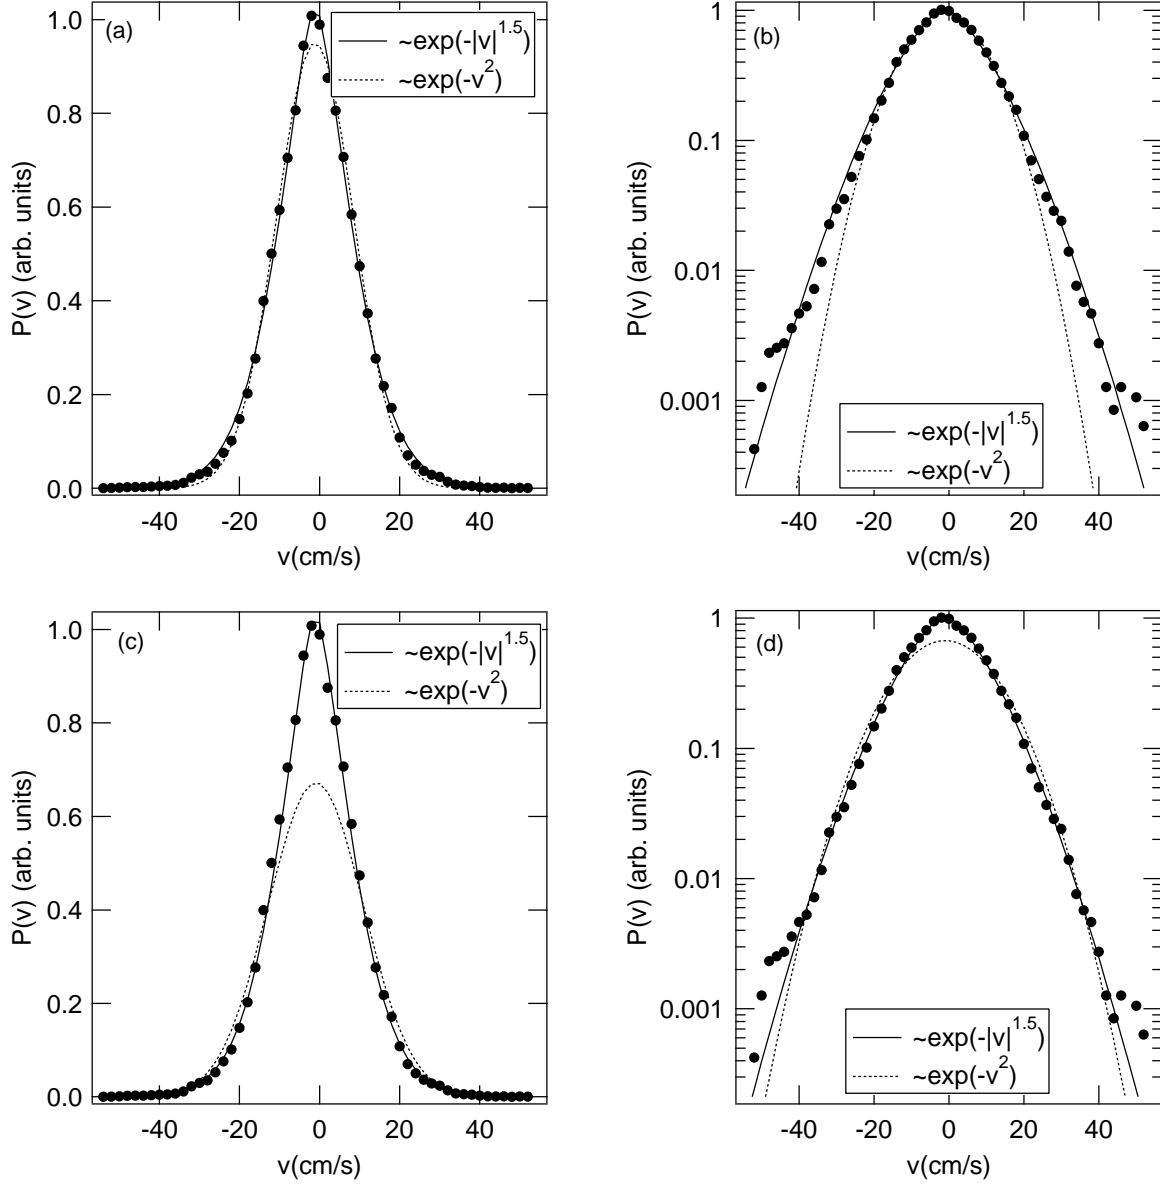 (a)
~exp(-|v|^1.5)
~exp(-v^2)
1.0
0.8
0.6
0.4
0.2
0.0
P(v) (arb. units)
-40 -20 0 20 40
v(cm/s)
(b)
1
0.1
0.01
0.001
P(v) (arb. units)
~exp(-|v|^1.5)
~exp(-v^2)
-40 -20 0 20 40
v(cm/s)
(c)
~exp(-|v|^1.5)
~exp(-v^2)
1.0
0.8
0.6
0.4
0.2
0.0
P(v) (arb. units)
-40 -20 0 20 40
v(cm/s)
(d)
1
0.1
0.01
0.001
P(v) (arb. units)
~exp(-|v|^1.5)
~exp(-v^2)
-40 -20 0 20 40
v(cm/s)